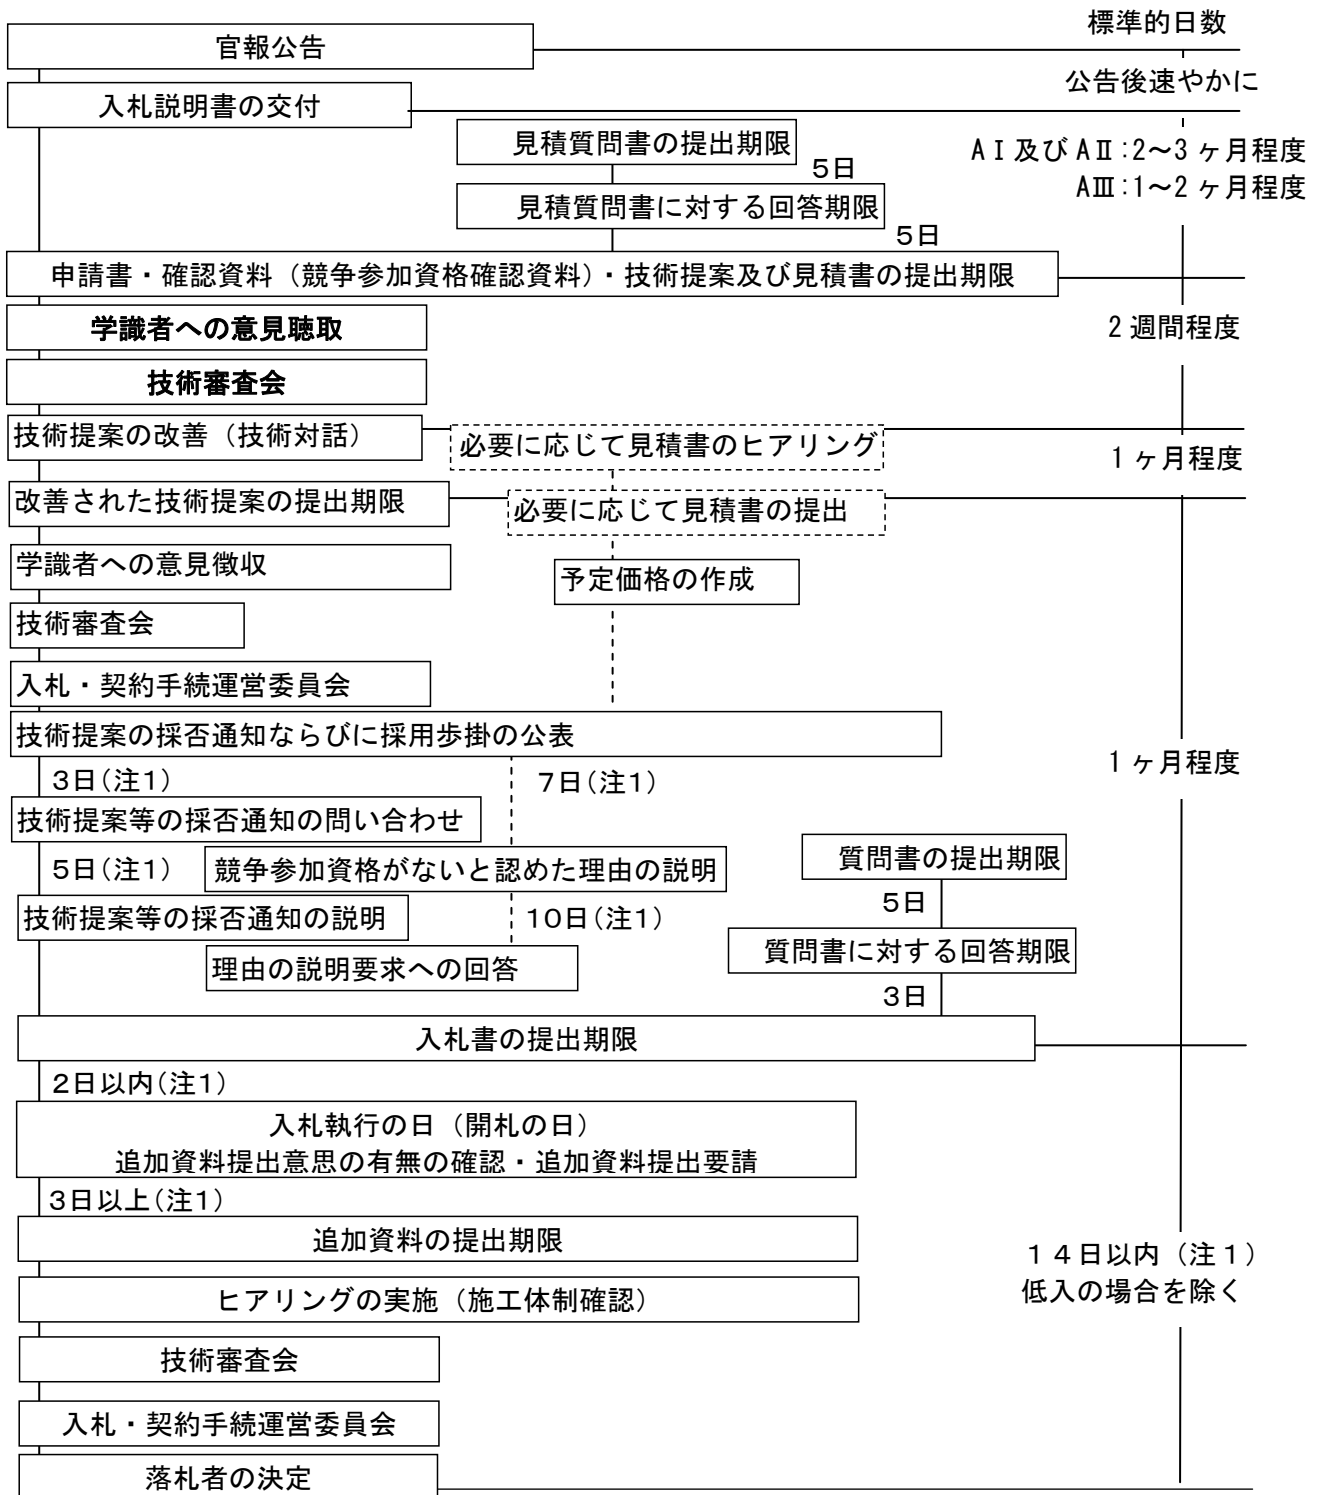 標準的日数
官報公告
公告後速やかに
入札説明書の交付
見積質問書の提出期限
AⅠ及びAⅡ:2～3ヶ月程度
5日
AⅢ:1～2ヶ月程度
見積質問書に対する回答期限
5日
申請書・確認資料（競争参加資格確認資料）・技術提案及び見積書の提出期限
学識者への意見聴取
2週間程度
技術審査会
技術提案の改善（技術対話）
必要に応じて見積書のヒアリング
1ヶ月程度
改善された技術提案の提出期限
必要に応じて見積書の提出
学識者への意見徴収
予定価格の作成
技術審査会
入札・契約手続運営委員会
技術提案の採否通知ならびに採用歩掛の公表
1ヶ月程度
3日（注1）
7日（注1）
技術提案等の採否通知の問い合わせ
質問書の提出期限
5日（注1）
競争参加資格がないと認めた理由の説明
5日
技術提案等の採否通知の説明
10日（注1）
質問書に対する回答期限
理由の説明要求への回答
3日
入札書の提出期限
2日以内（注1）
入札執行の日（開札の日）
追加資料提出意思の有無の確認・追加資料提出要請
3日以上（注1）
追加資料の提出期限
１４日以内（注１）
低入の場合を除く
ヒアリングの実施（施工体制確認）
技術審査会
入札・契約手続運営委員会
落札者の決定